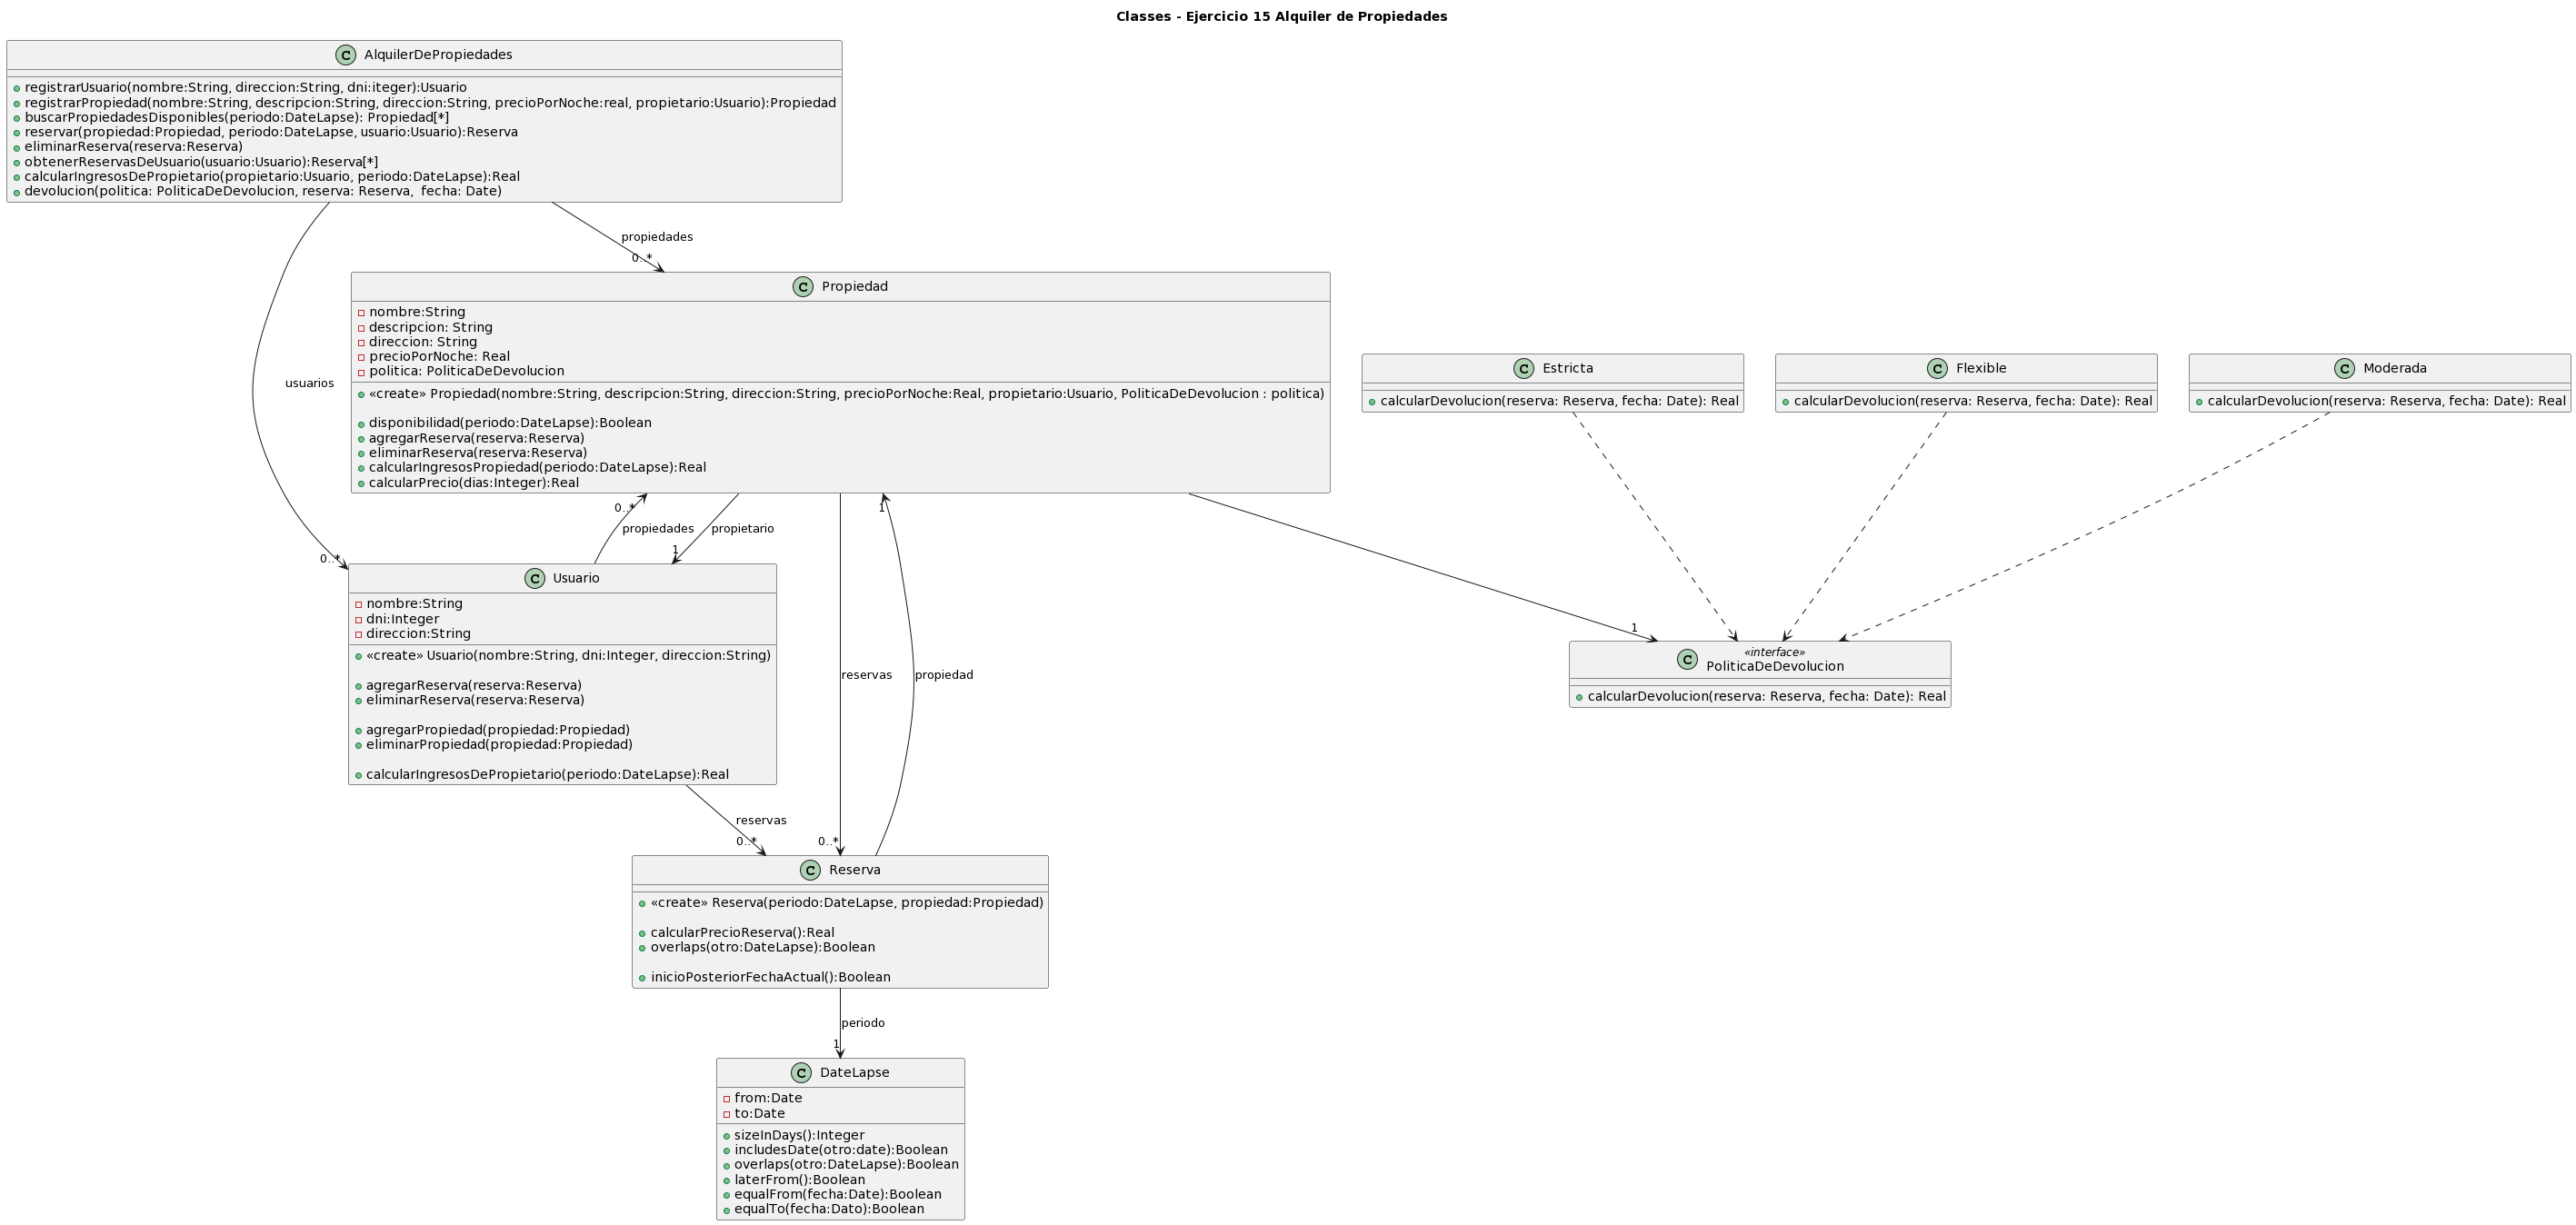 Classes - Ejercicio 15 Alquiler de Propiedades
C AlquilerDePropiedades
registrarUsuario(nombre:String, direccion:String, dni:iteger):Usuario
registrarPropiedad(nombre:String, descripcion:String, direccion:String, precioPorNoche:real, propietario:Usuario):Propiedad
buscarPropiedadesDisponibles(periodo:DateLapse): Propiedad[*]
reservar(propiedad:Propiedad, periodo:DateLapse, usuario:Usuario):Reserva
eliminarReserva(reserva:Reserva)
obtenerReservasDeUsuario(usuario:Usuario):Reserva[*]
calcularIngresosDePropietario(propietario:Usuario, periodo:DateLapse):Real
devolucion(politica: PoliticaDeDevolucion, reserva: Reserva,  fecha: Date)
propiedades
0..*
usuarios
0..*
C Propiedad
nombre:String
descripcion: String
direccion: String
precioPorNoche: Real
politica: PoliticaDeDevolucion
«create» Propiedad(nombre:String, descripcion:String, direccion:String, precioPorNoche:Real, propietario:Usuario, PoliticaDeDevolucion : politica)
disponibilidad(periodo:DateLapse):Boolean
agregarReserva(reserva:Reserva)
eliminarReserva(reserva:Reserva)
calcularIngresosPropiedad(periodo:DateLapse):Real
calcularPrecio(dias:Integer):Real
C Estricta
calcularDevolucion(reserva: Reserva, fecha: Date): Real
C Flexible
calcularDevolucion(reserva: Reserva, fecha: Date): Real
C Moderada
calcularDevolucion(reserva: Reserva, fecha: Date): Real
0..*
propiedades
propietario
1
1
C Usuario
nombre:String
dni:Integer
direccion:String
«create» Usuario(nombre:String, dni:Integer, direccion:String)
agregarReserva(reserva:Reserva)
eliminarReserva(reserva:Reserva)
agregarPropiedad(propiedad:Propiedad)
eliminarPropiedad(propiedad:Propiedad)
calcularIngresosDePropietario(periodo:DateLapse):Real
reservas
propiedad
1
C «interface»
PoliticaDeDevolucion
calcularDevolucion(reserva: Reserva, fecha: Date): Real
reservas
0..*
0..*
C Reserva
«create» Reserva(periodo:DateLapse, propiedad:Propiedad)
calcularPrecioReserva():Real
overlaps(otro:DateLapse):Boolean
inicioPosteriorFechaActual():Boolean
periodo
1
C DateLapse
from:Date
to:Date
sizeInDays():Integer
includesDate(otro:date):Boolean
overlaps(otro:DateLapse):Boolean
laterFrom():Boolean
equalFrom(fecha:Date):Boolean
equalTo(fecha:Dato):Boolean